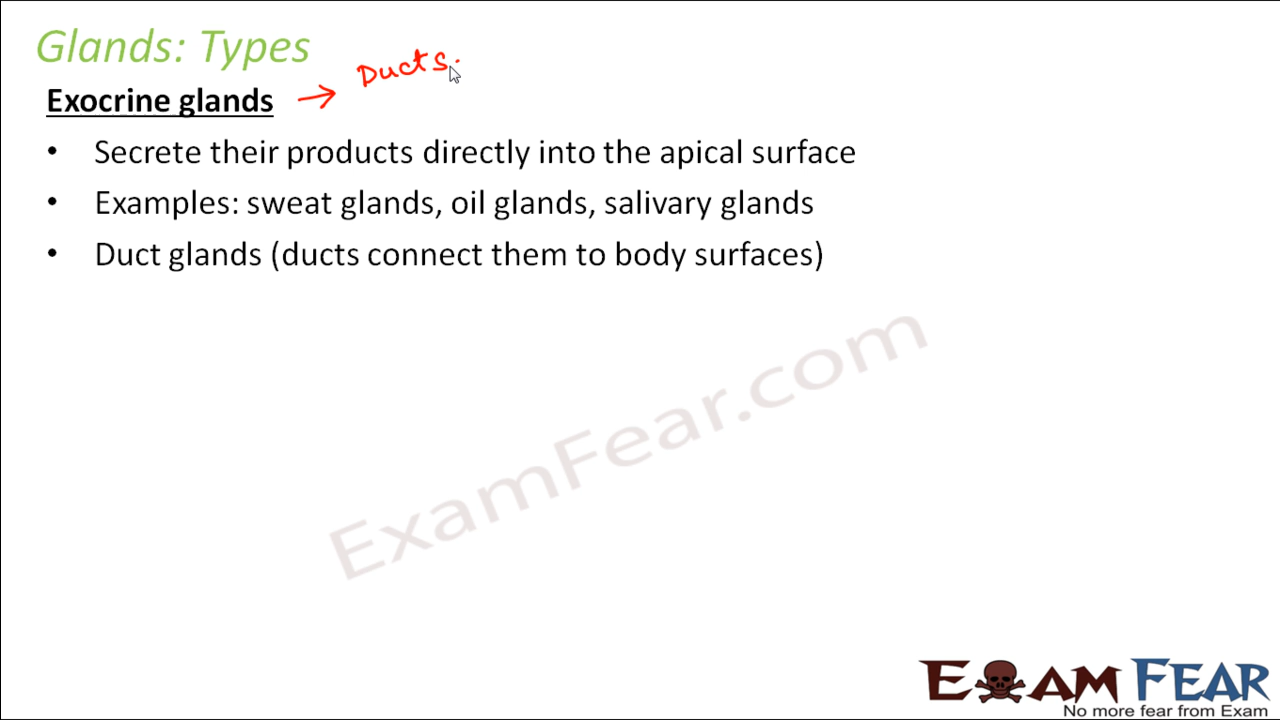 Glands: Types
Exocrine glands → Ducts.
• Secrete their products directly into the apical surface
• Examples: sweat glands, oil glands, salivary glands
• Duct glands (ducts connect them to body surfaces)
ExamFear.com
EXAM FEAR
No more fear from Exam